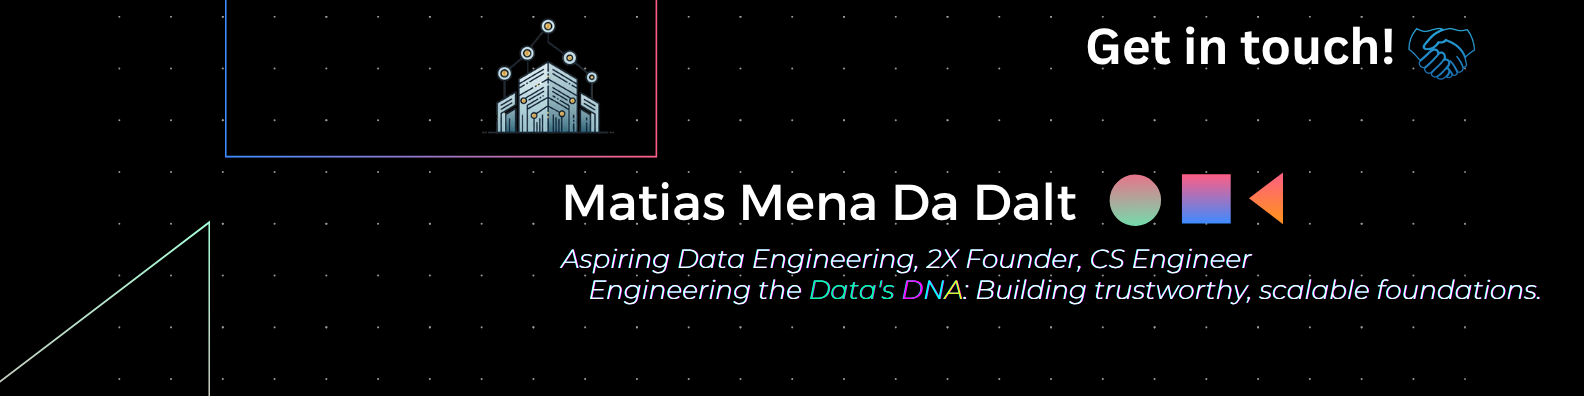 Get in touch!
Matias Mena Da Dalt
Aspiring Data Engineering, 2X Founder, CS Engineer
Engineering the Data's DNA: Building trustworthy, scalable foundations.